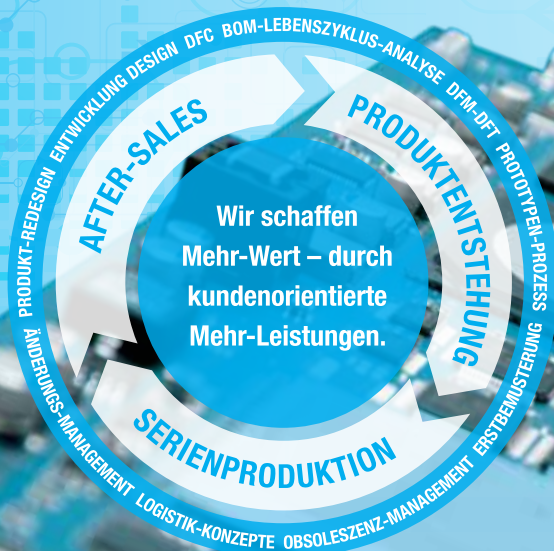 ENTWICKLUNG DESIGN DFC BOM-LEBENSZYKLUS-ANALYSE DFM-DFT PROTOTYPEN-PROZESS
ERSTBEMUSTERUNG
OBSOLESZENZ-MANAGEMENT
LOGISTIK-KONZEPTE
ÄNDERUNGS-MANAGEMENT
PRODUKT-REDESIGN
AFTER-SALES
PRODUKTENTSTEHUNG
SERIENPRODUKTION
Wir schaffen
Mehr-Wert – durch
kundenorientierte
Mehr-Leistungen.